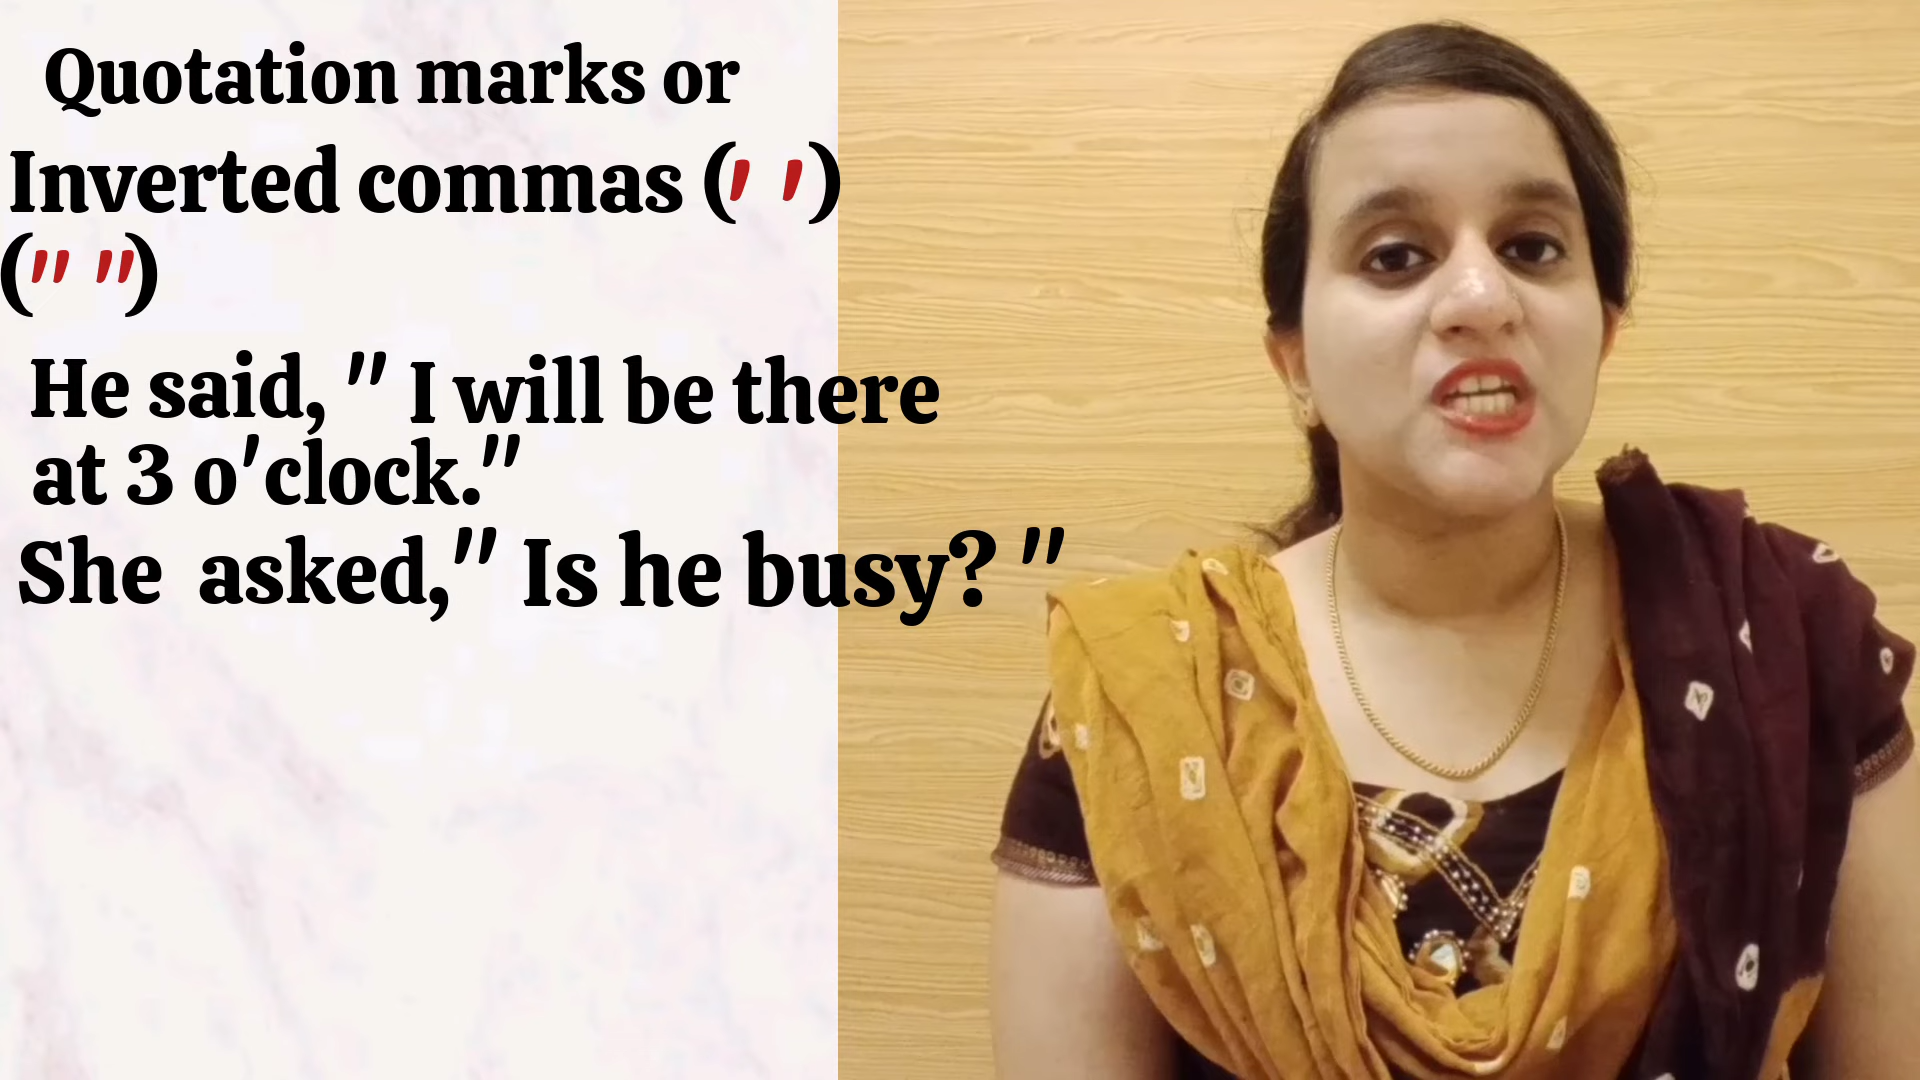 Quotation marks or
Inverted commas (' ')
(" ")
He said, " I will be there
at 3 o'clock."
She asked," Is he busy? "